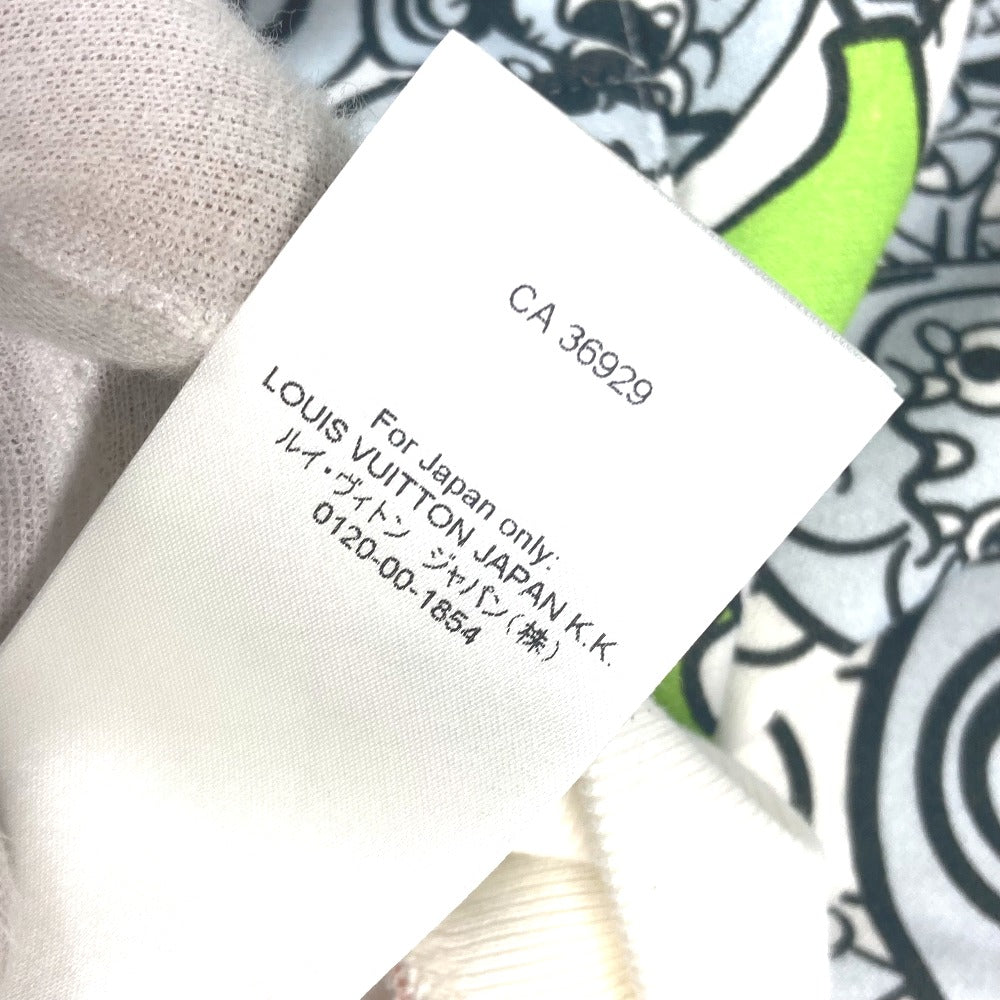 CA 36929
For Japan only:
LOUIS VUITTON JAPAN K.K.
ルイ・ヴィトン ジャパン(株)
0120-00-1854